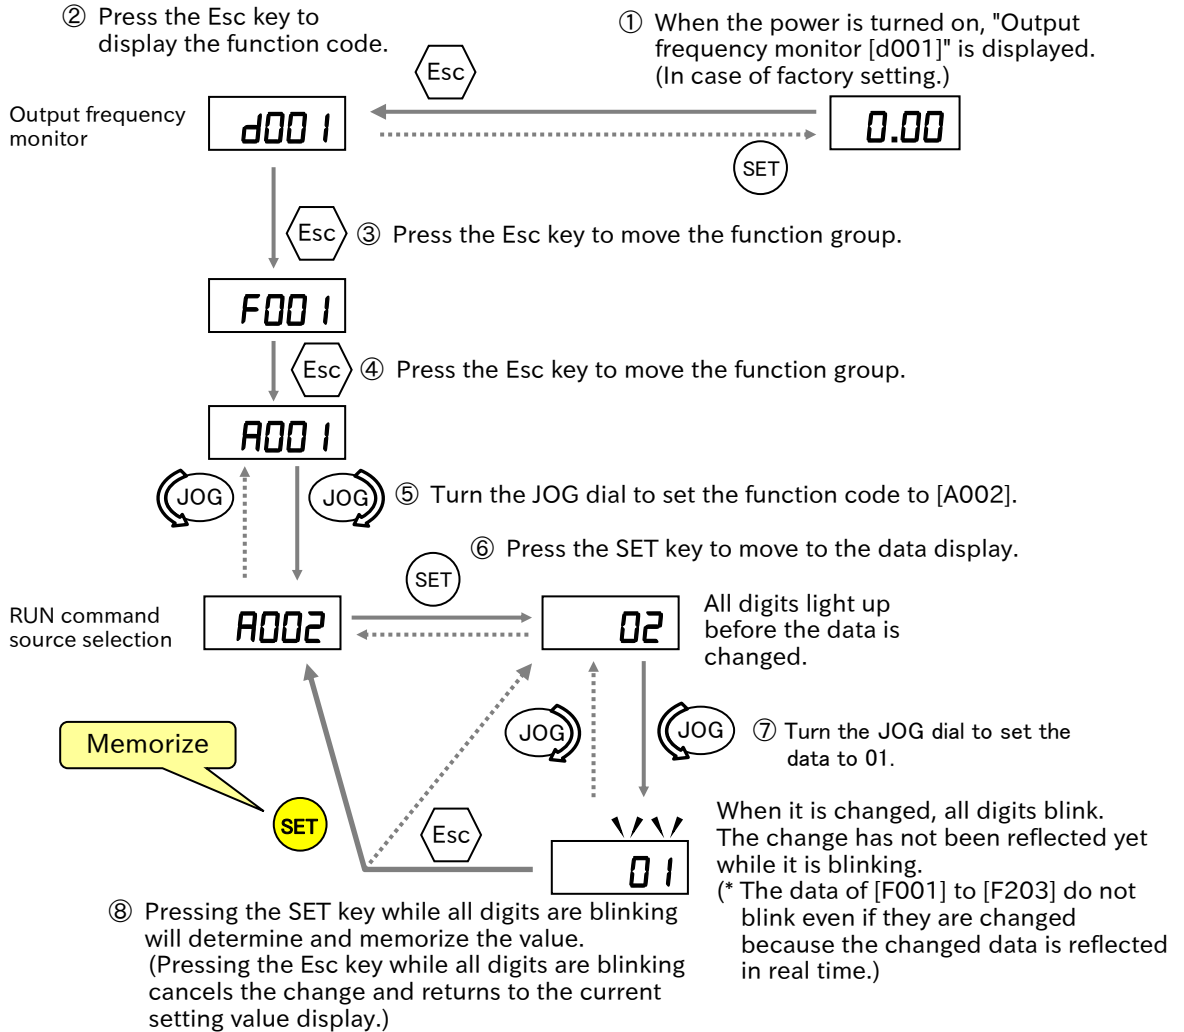 ② Press the Esc key to
display the function code.
① When the power is turned on, "Output
frequency monitor [d001]" is displayed.
(In case of factory setting.)
Esc
Output frequency
monitor
d001
0.00
SET
Esc
③ Press the Esc key to move the function group.
F001
Esc
④ Press the Esc key to move the function group.
A001
JOG
JOG
⑤ Turn the JOG dial to set the function code to [A002].
⑥ Press the SET key to move to the data display.
SET
RUN command
source selection
A002
02
All digits light up
before the data is
changed.
JOG
JOG
⑦ Turn the JOG dial to set the
data to 01.
Memorize
SET
Esc
01
When it is changed, all digits blink.
The change has not been reflected yet
while it is blinking.
(* The data of [F001] to [F203] do not
blink even if they are changed
because the changed data is reflected
in real time.)
⑧ Pressing the SET key while all digits are blinking
will determine and memorize the value.
(Pressing the Esc key while all digits are blinking
cancels the change and returns to the current
setting value display.)